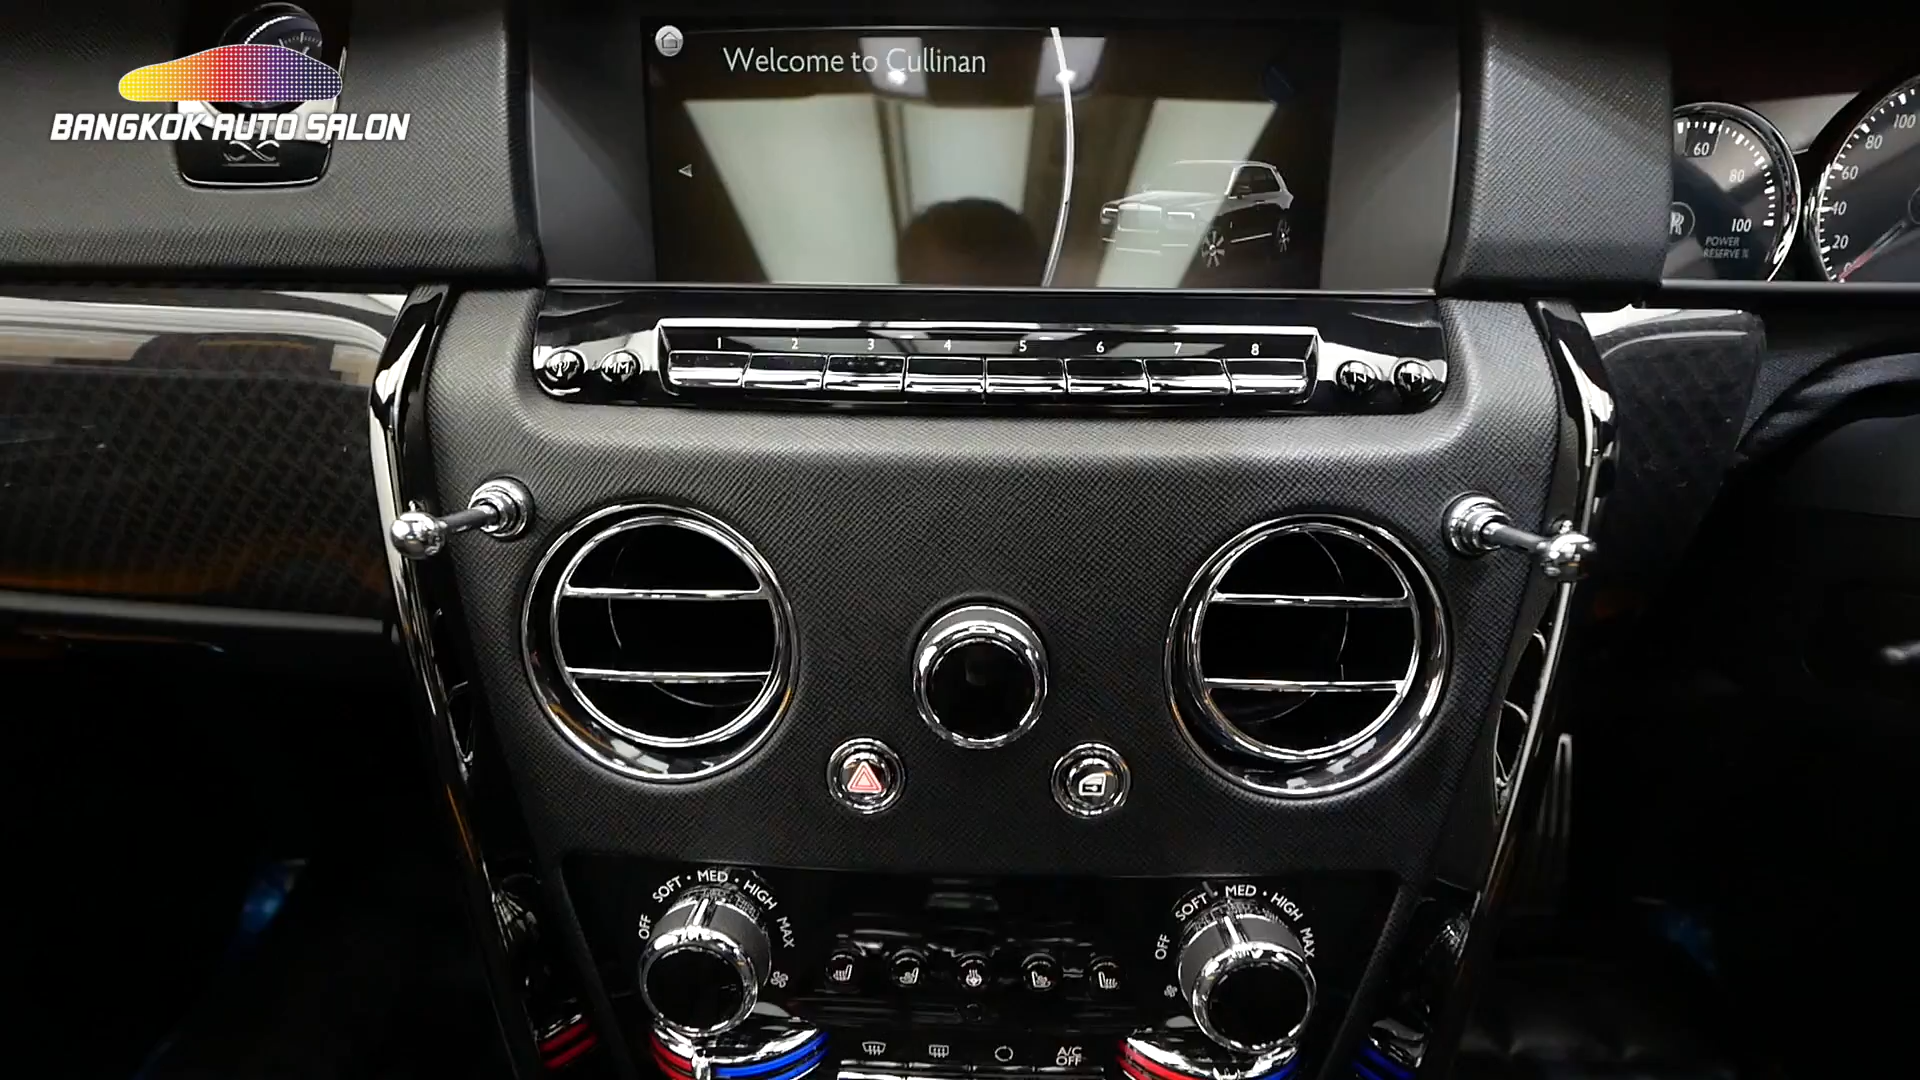 BANGKOK AUTO SALON
Welcome to Cullinan
60
80
100
POWER
RESERVE %
100
80
60
40
20
MM
1 2 3 4 5 6 7 8
N
OFF SOFT • MED • HIGH MAX
OFF SOFT • MED • HIGH MAX
A/C
OFF